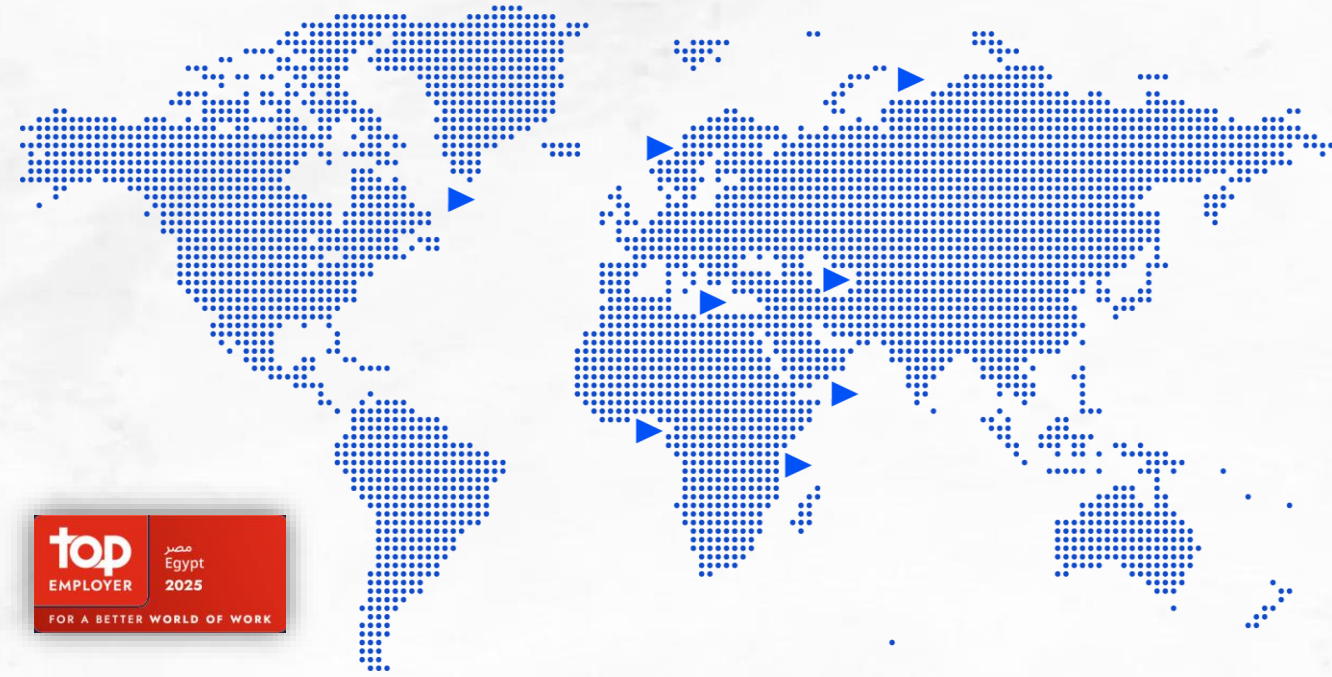 top
EMPLOYER
مصر
Egypt
2025
FOR A BETTER WORLD OF WORK